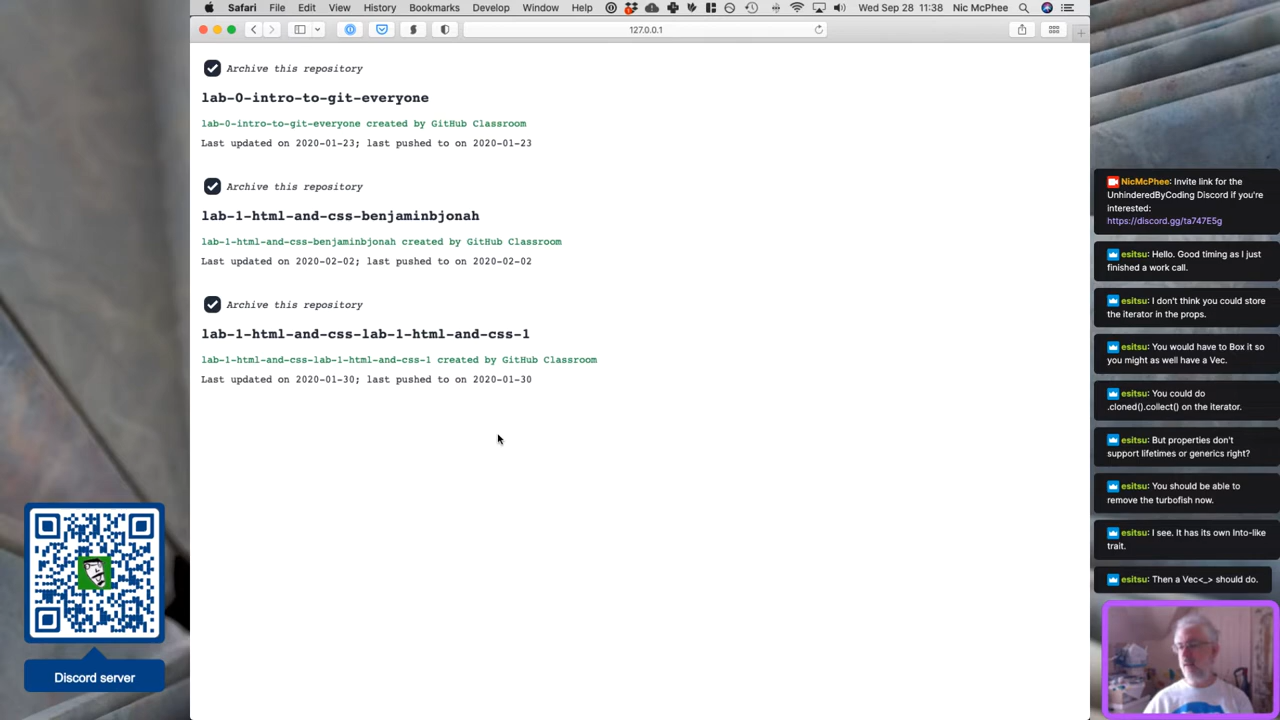 Safari File Edit View History Bookmarks Develop Window Help Wed Sep 28 11:38 Nic McPhee
127.0.0.1
Archive this repository
lab-0-intro-to-git-everyone
lab-0-intro-to-git-everyone created by GitHub Classroom
Last updated on 2020-01-23; last pushed to on 2020-01-23
Archive this repository
lab-1-html-and-css-benjaminbjonah
lab-1-html-and-css-benjaminbjonah created by GitHub Classroom
Last updated on 2020-02-02; last pushed to on 2020-02-02
Archive this repository
lab-1-html-and-css-lab-1-html-and-css-1
lab-1-html-and-css-lab-1-html-and-css-1 created by GitHub Classroom
Last updated on 2020-01-30; last pushed to on 2020-01-30
NicMcPhee: Invite link for the
UnhinderedByCoding Discord if you're
interested:
https://discord.gg/ta747E5g
esitsu: Hello. Good timing as I just
finished a work call.
esitsu: I don't think you could store
the iterator in the props.
esitsu: You would have to Box it so
you might as well have a Vec.
esitsu: You could do
.cloned().collect() on the iterator.
esitsu: But properties don't
support lifetimes or generics right?
esitsu: You should be able to
remove the turbofish now.
esitsu: I see. It has its own Into-like
trait.
esitsu: Then a Vec<_> should do.
Discord server